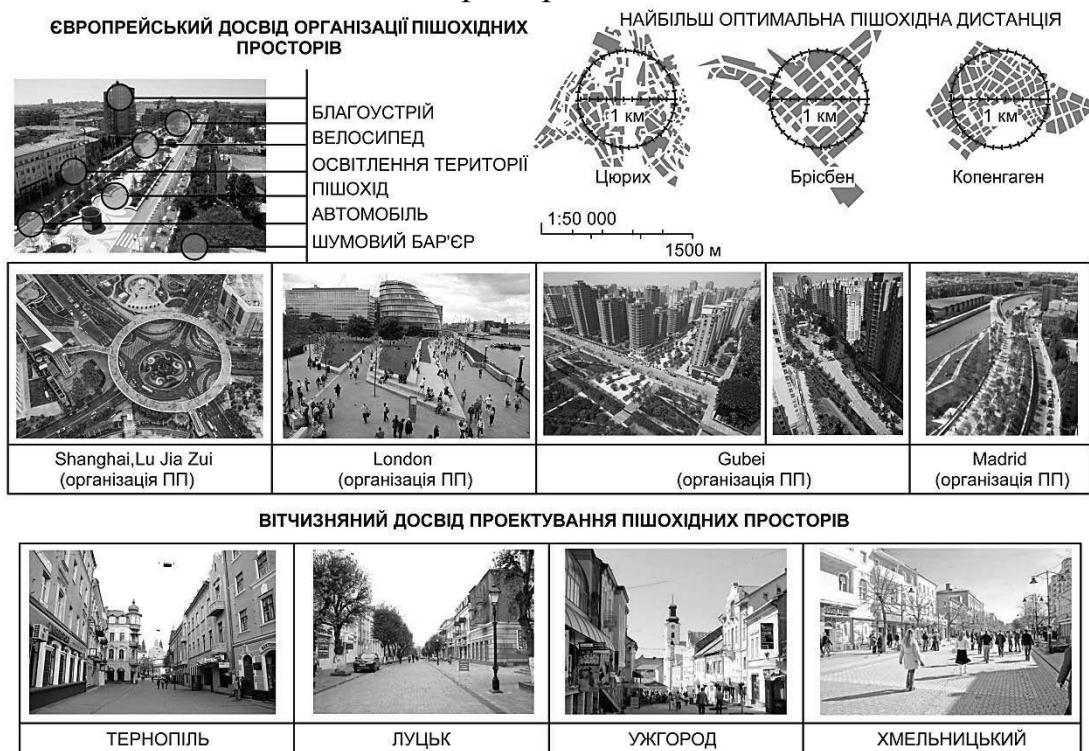 ЄВРОПРЕЙСЬКИЙ ДОСВІД ОРГАНІЗАЦІЇ ПІШОХІДНИХ
ПРОСТОРІВ
БЛАГОУСТРІЙ
ВЕЛОСИПЕД
ОСВІТЛЕННЯ ТЕРИТОРІЇ
ПІШОХІД
АВТОМОБІЛЬ
ШУМОВИЙ БАР'ЄР
НАЙБІЛЬШ ОПТИМАЛЬНА ПІШОХІДНА ДИСТАНЦІЯ
1 км
1 км
1 км
Цюрих
Брісбен
Копенгаген
1:50 000
1500 м
Shanghai,Lu Jia Zui
(організація ПП)
London
(організація ПП)
Gubei
(організація ПП)
Madrid
(організація ПП)
ВІТЧИЗНЯНИЙ ДОСВІД ПРОЕКТУВАННЯ ПІШОХІДНИХ ПРОСТОРІВ
ТЕРНОПІЛЬ
ЛУЦЬК
УЖГОРОД
ХМЕЛЬНИЦЬКИЙ